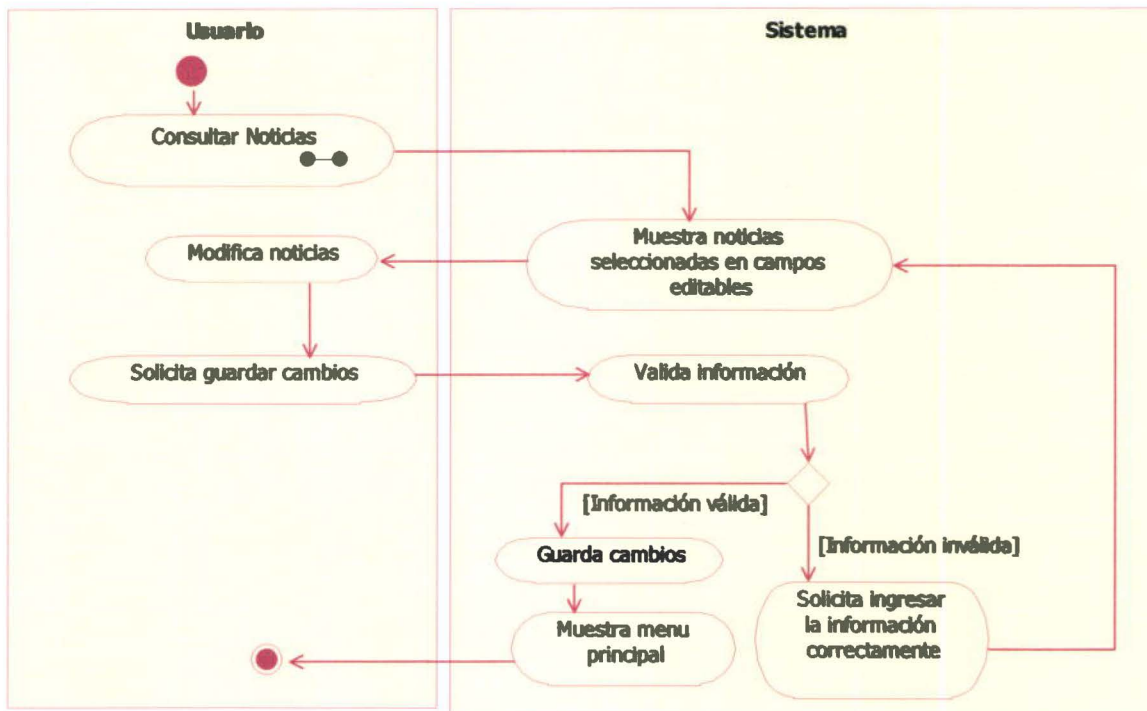 Usuario
Sistema
Consultar Noticias
Muestra noticias
seleccionadas en campos
editables
Modifica noticias
Solicita guardar cambios
Valida información
[Información válida]
[Información inválida]
Guarda cambios
Solicita ingresar
la información
correctamente
Muestra menu
principal